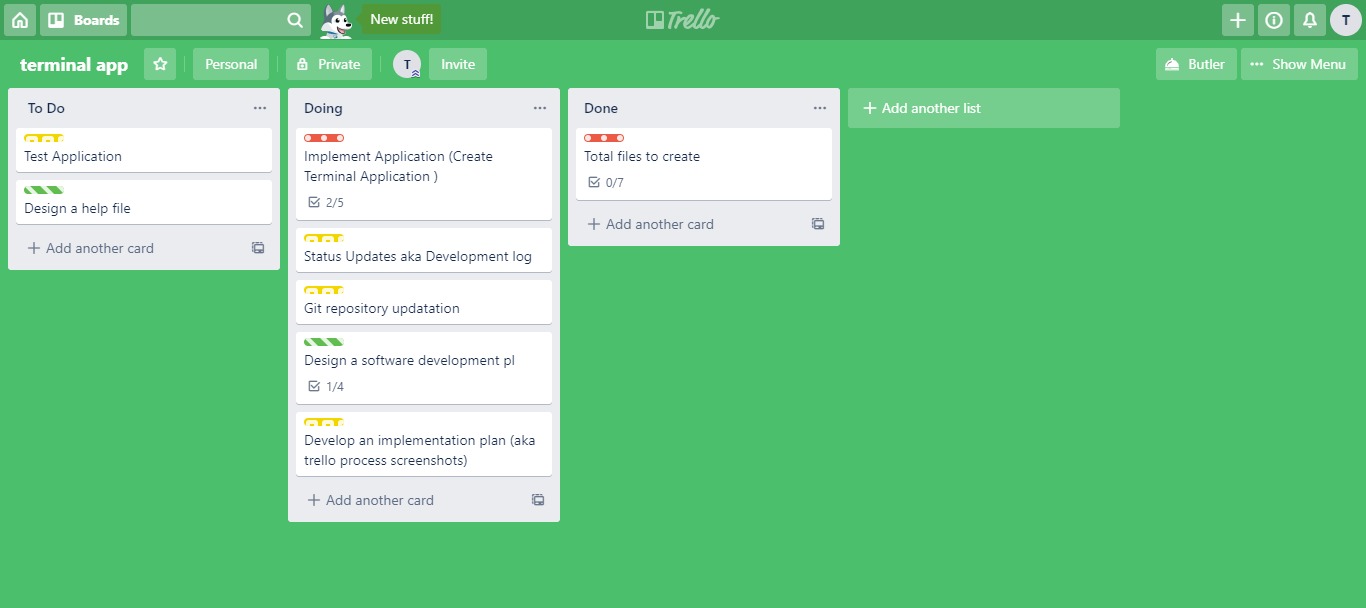 Boards
New stuff!
Trello
T
terminal app
Personal
Private
T
Invite
Butler
Show Menu
To Do
Test Application
Design a help file
Add another card
Doing
Implement Application (Create
Terminal Application )
2/5
Status Updates aka Development log
Git repository updatation
Design a software development pl
1/4
Develop an implementation plan (aka
trello process screenshots)
Add another card
Done
Total files to create
0/7
Add another card
Add another list